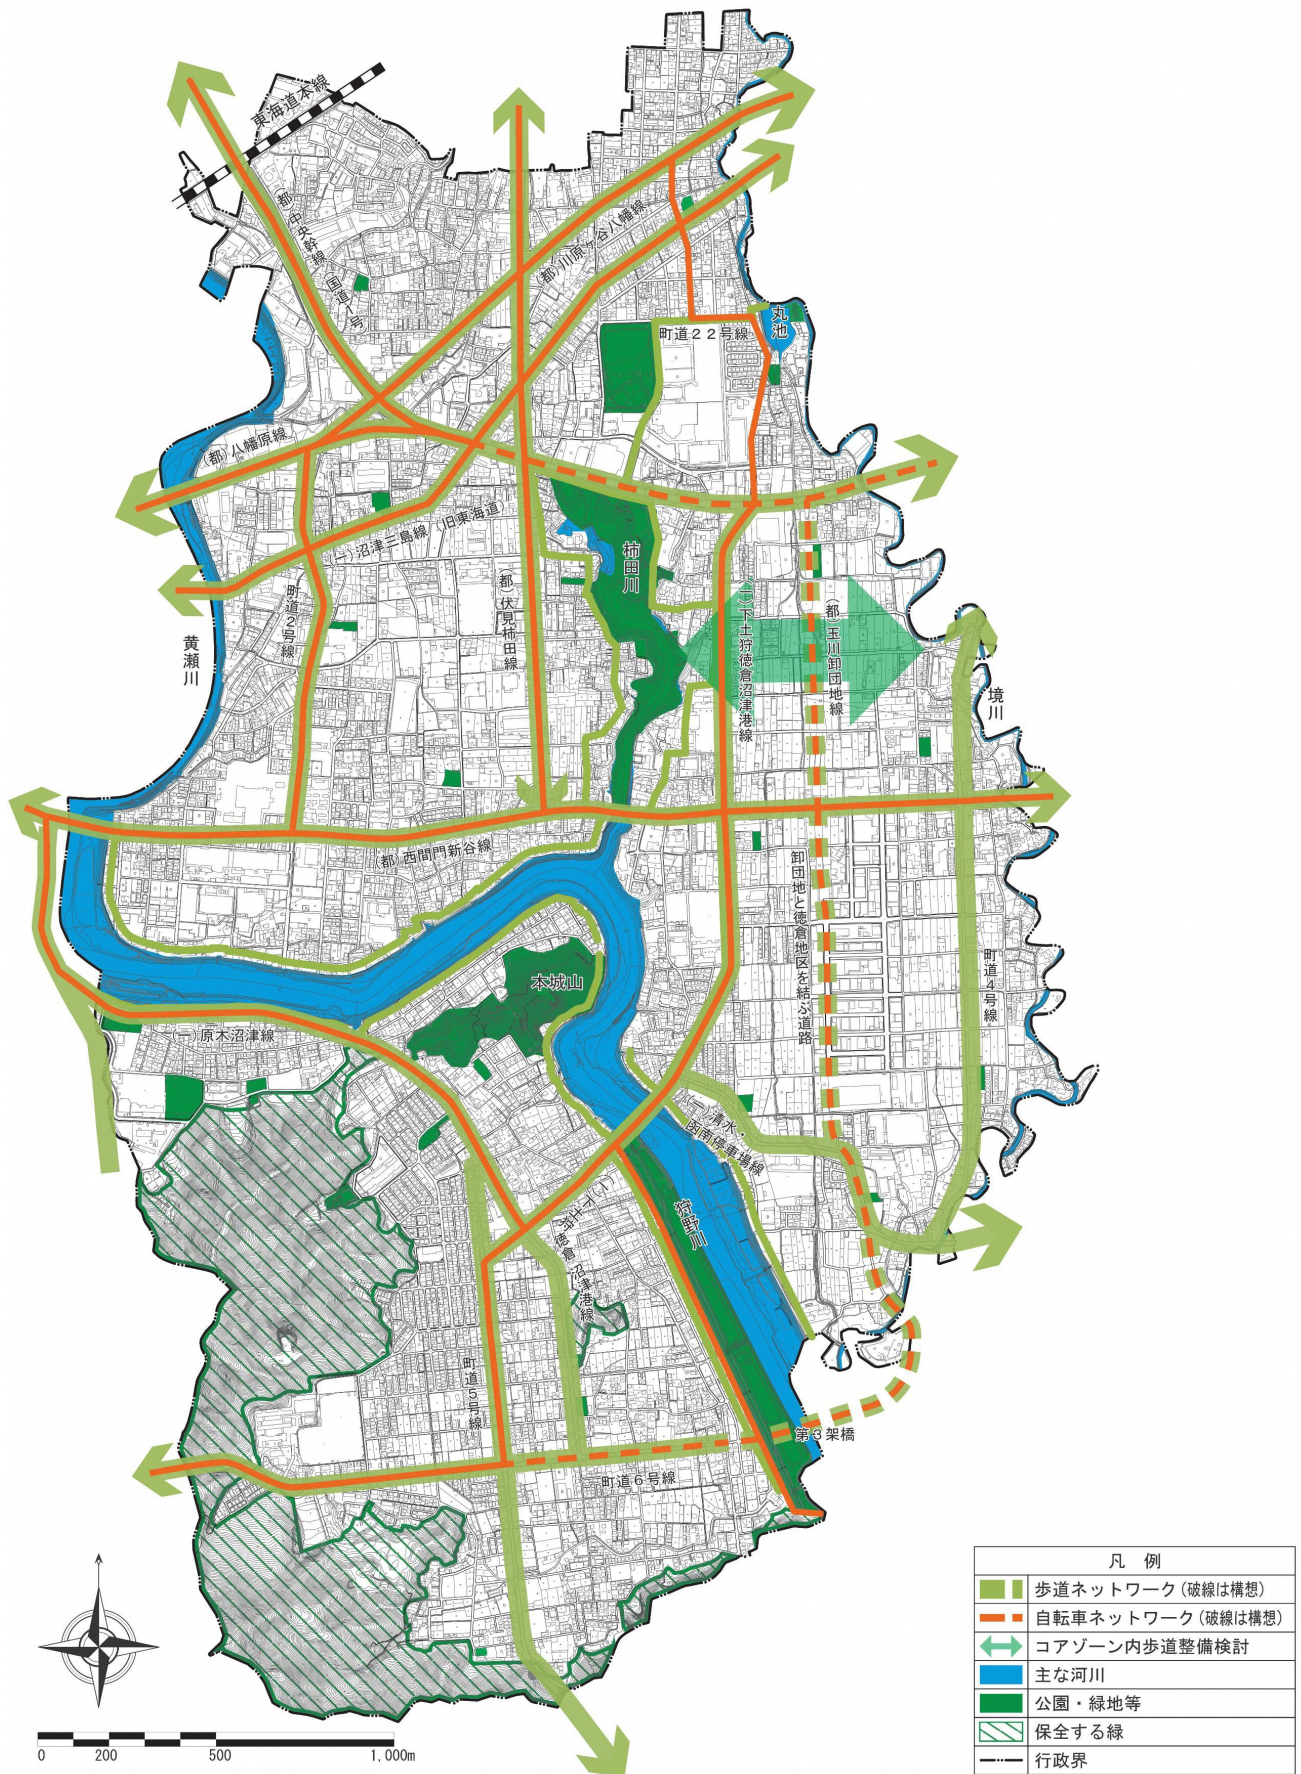 東海道本線
(都)中央幹線(国道1号)
(都)川原ヶ谷八幡線
町道22号線
丸池
(都)八幡原線
(一)沼津三島線(旧東海道)
柿田川
町道2号線
(都)伏見柿田線
(一)下土狩徳倉沼津港線
(都)玉川卸団地線
黄瀬川
境川
(都)西間門新谷線
卸団地と徳倉地区を結ぶ道路
町道4号線
本城山
(一)原木沼津線
(一)清水・
函南停車場線
狩野川
(一)下土狩徳倉沼津港線
町道5号線
第3架橋
町道6号線
凡 例
歩道ネットワーク(破線は構想)
自転車ネットワーク(破線は構想)
コアゾーン内歩道整備検討
主な河川
公園・緑地等
保全する緑
行政界
0 200 500 1,000m